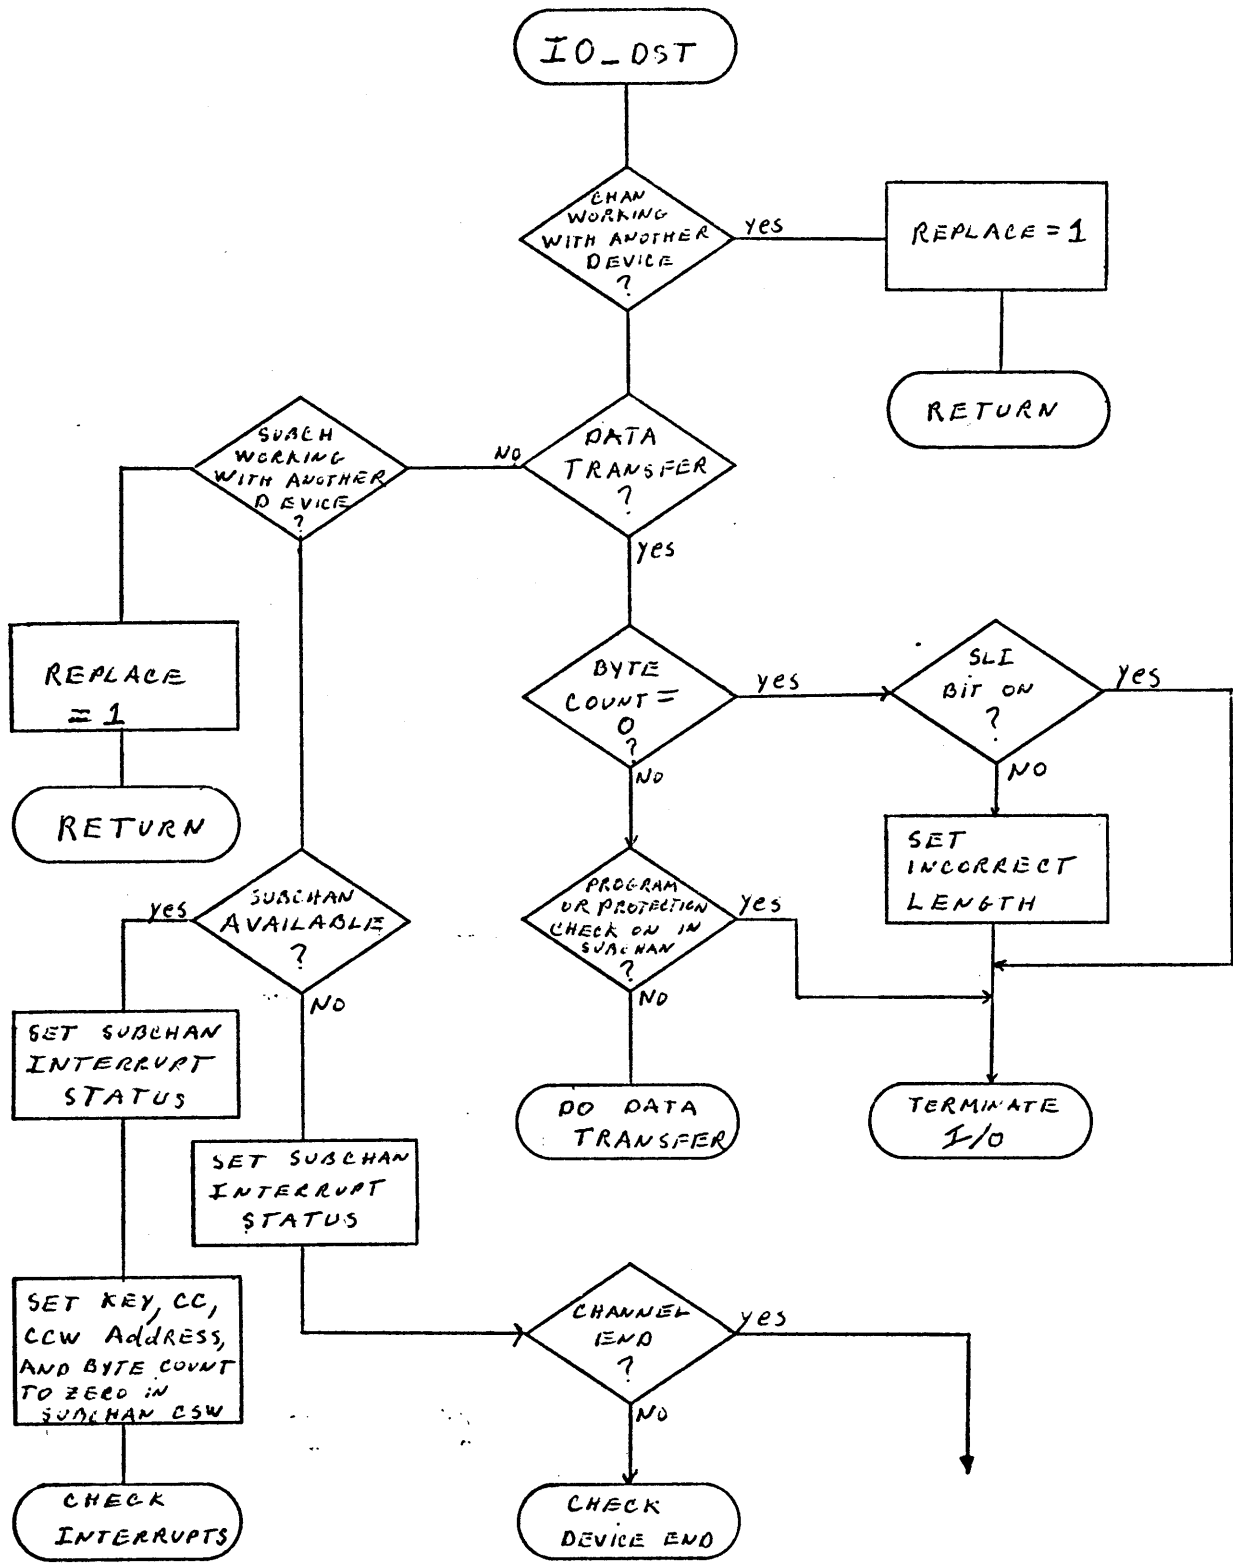 IO_DST
CHAN
WORKING
WITH ANOTHER
DEVICE
?
yes
REPLACE = 1
RETURN
DATA
TRANSFER
?
NO
yes
SUBCH
WORKING
WITH ANOTHER
DEVICE
?
REPLACE
= 1
RETURN
BYTE
COUNT =
0
?
yes
NO
SLI
BIT ON
?
yes
NO
SET
INCORRECT
LENGTH
SUBCHAN
AVAILABLE
?
yes
NO
PROGRAM
OR PROTECTION
CHECK ON IN
SUBCHAN
?
yes
NO
SET SUBCHAN
INTERRUPT
STATUS
DO DATA
TRANSFER
TERMINATE
I/O
SET SUBCHAN
INTERRUPT
STATUS
SET KEY, CC,
CCW AddRESS,
AND BYTE COUNT
TO ZERO IN
SUBCHAN CSW
CHANNEL
END
?
yes
NO
CHECK
INTERRUPTS
CHECK
DEVICE END